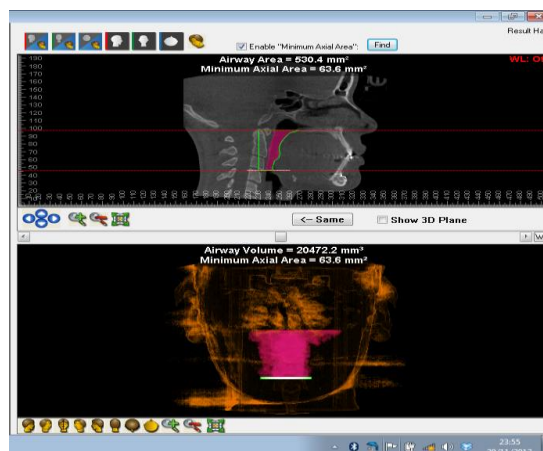 Result Ha
Enable "Minimum Axial Area":
Find
Airway Area = 530.4 mm²
Minimum Axial Area = 63.6 mm²
WL: O
190
180
170
160
150
140
130
120
110
100
90
80
70
60
50
40
30
20
<- Same
Show 3D Plane
W
Airway Volume = 20472.2 mm³
Minimum Axial Area = 63.6 mm²
23:55